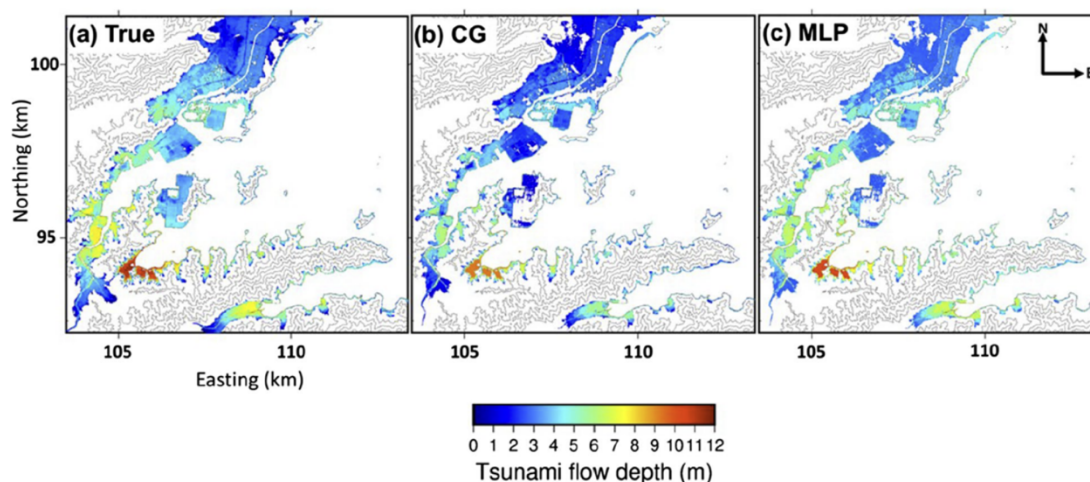 (a) True (b) CG (c) MLP
N
E
100
95
Northing (km)
105 110 105 110 105 110
Easting (km)
0 1 2 3 4 5 6 7 8 9 10 11 12
Tsunami flow depth (m)